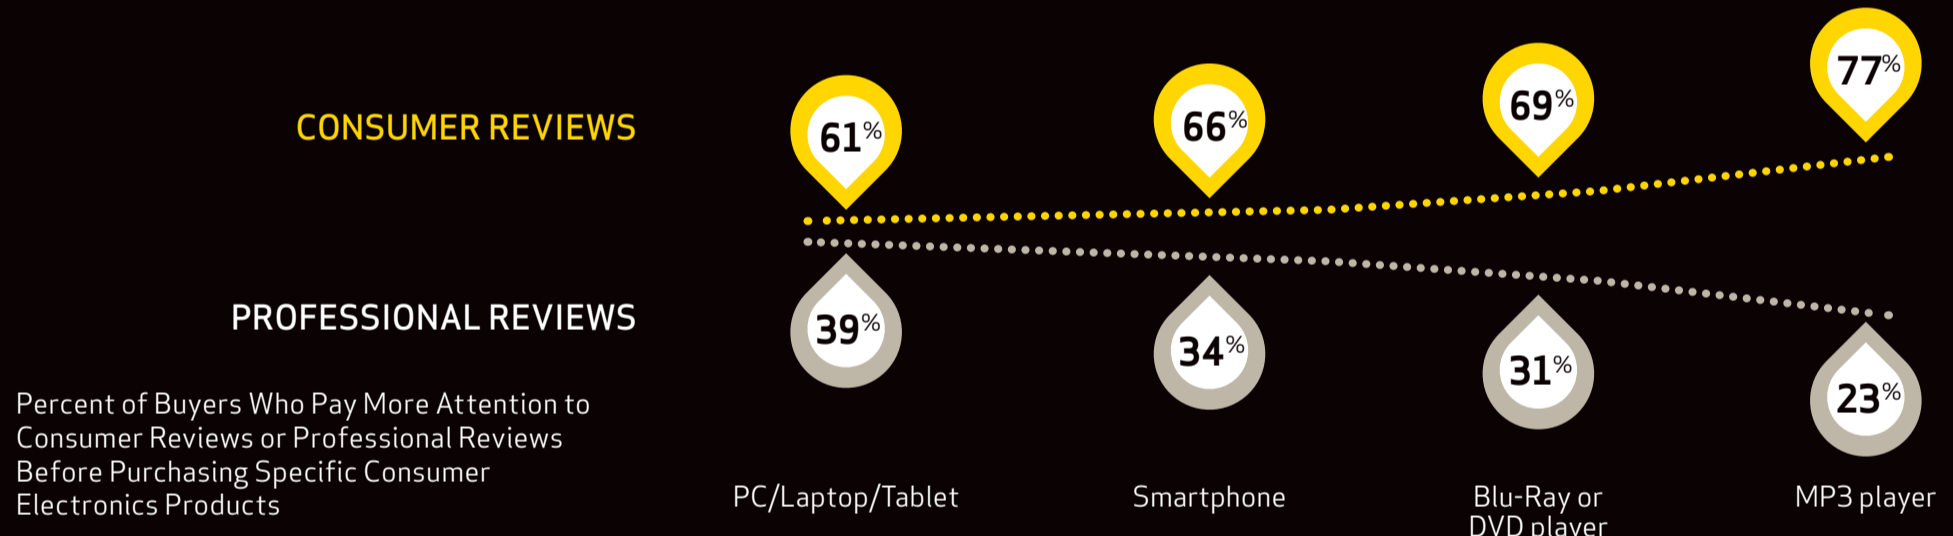 CONSUMER REVIEWS
61%
66%
69%
77%
PROFESSIONAL REVIEWS
39%
34%
31%
23%
Percent of Buyers Who Pay More Attention to
Consumer Reviews or Professional Reviews
Before Purchasing Specific Consumer
Electronics Products
PC/Laptop/Tablet
Smartphone
Blu-Ray or
DVD player
MP3 player